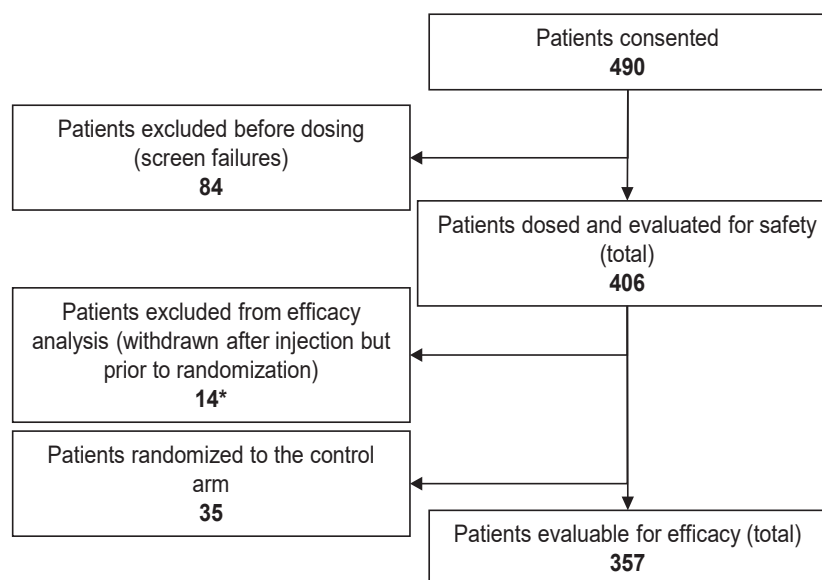 Patients consented
490
Patients excluded before dosing
(screen failures)
84
Patients dosed and evaluated for safety
(total)
406
Patients excluded from efficacy
analysis (withdrawn after injection but
prior to randomization)
14*
Patients randomized to the control
arm
35
Patients evaluable for efficacy (total)
357